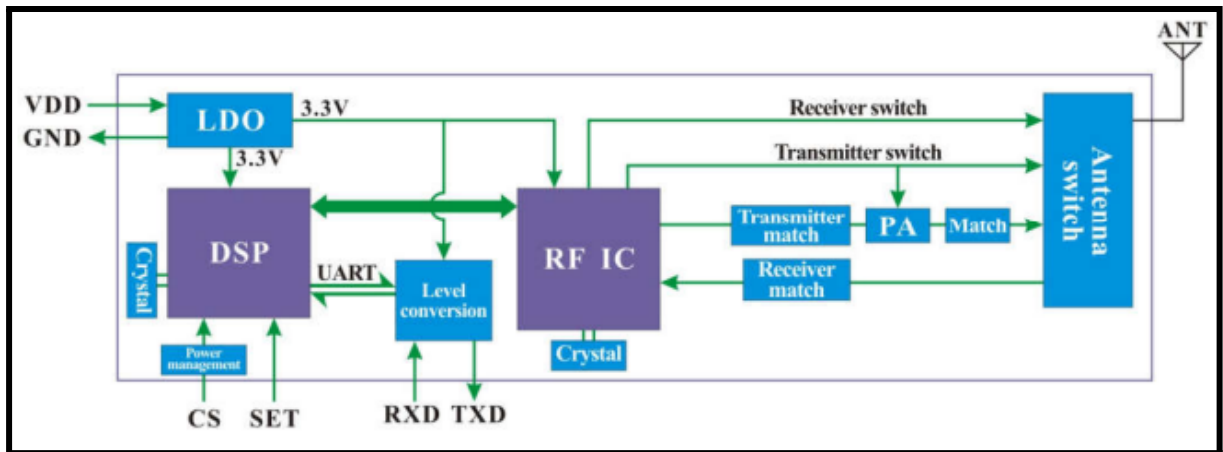 ANT
VDD
GND
LDO
3.3V
3.3V
Receiver switch
Transmitter switch
Antenna
switch
DSP
Crystal
UART
Level
conversion
RF IC
Crystal
Transmitter
match
PA
Match
Receiver
match
Power
management
CS
SET
RXD
TXD